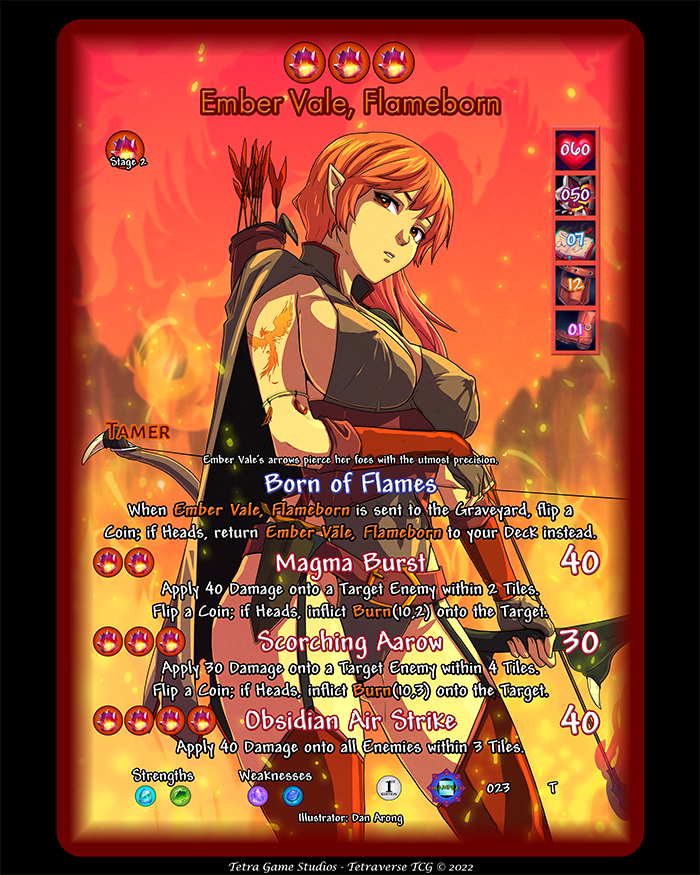 Ember Vale, Flameborn
Stage 2
060
050
07
12
01
Tamer
Ember Vale's arrows pierce her foes with the utmost precision.
Born of Flames
When Ember Vale, Flameborn is sent to the Graveyard, flip a
Coin; if Heads, return Ember Vale, Flameborn to your Deck instead.
Magma Burst 40
Apply 40 Damage onto a Target Enemy within 2 Tiles.
Flip a Coin; if Heads, inflict Burn(10,2) onto the Target.
Scorching Aarow 30
Apply 30 Damage onto a Target Enemy within 4 Tiles.
Flip a Coin; if Heads, inflict Burn(10,3) onto the Target.
Obsidian Air Strike 40
Apply 40 Damage onto all Enemies within 3 Tiles.
Strengths Weaknesses
1ST EDITION 023 T
Illustrator: Dan Arong
Tetra Game Studios - Tetraverse TCG © 2022